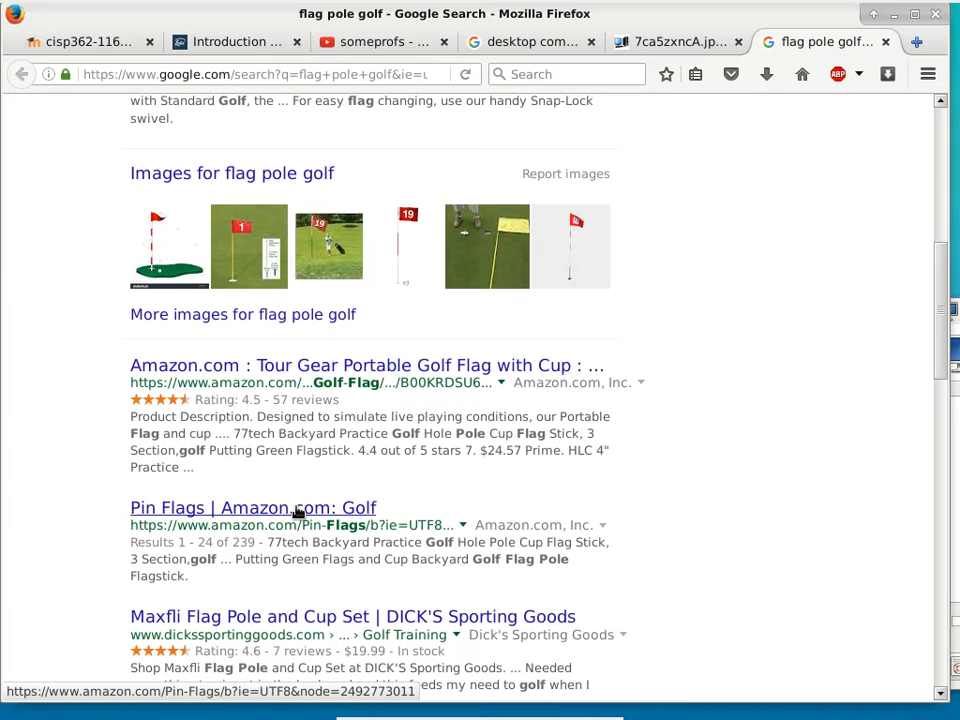 flag pole golf - Google Search - Mozilla Firefox
cisp362-116...
Introduction ...
someprofs - ...
desktop com...
7ca5zxncA.jp...
flag pole golf...
https://www.google.com/search?q=flag+pole+golf&ie=u
Search
ABP
with Standard Golf, the ... For easy flag changing, use our handy Snap-Lock
swivel.
Images for flag pole golf
Report images
1
19
19
More images for flag pole golf
Amazon.com : Tour Gear Portable Golf Flag with Cup : ...
https://www.amazon.com/...Golf-Flag/.../B00KRDSU6... Amazon.com, Inc.
Rating: 4.5 - 57 reviews
Product Description. Designed to simulate live playing conditions, our Portable
Flag and cup .... 77tech Backyard Practice Golf Hole Pole Cup Flag Stick, 3
Section,golf Putting Green Flagstick. 4.4 out of 5 stars 7. $24.57 Prime. HLC 4"
Practice ...
Pin Flags | Amazon.com: Golf
https://www.amazon.com/Pin-Flags/b?ie=UTF8... Amazon.com, Inc.
Results 1 - 24 of 239 - 77tech Backyard Practice Golf Hole Pole Cup Flag Stick,
3 Section,golf ... Putting Green Flags and Cup Backyard Golf Flag Pole
Flagstick.
Maxfli Flag Pole and Cup Set | DICK'S Sporting Goods
www.dickssportinggoods.com › ... › Golf Training Dick's Sporting Goods
Rating: 4.6 - 7 reviews - $19.99 - In stock
Shop Maxfli Flag Pole and Cup Set at DICK'S Sporting Goods. ... Needed
eds my need to golf when I
https://www.amazon.com/Pin-Flags/b?ie=UTF8&node=2492773011